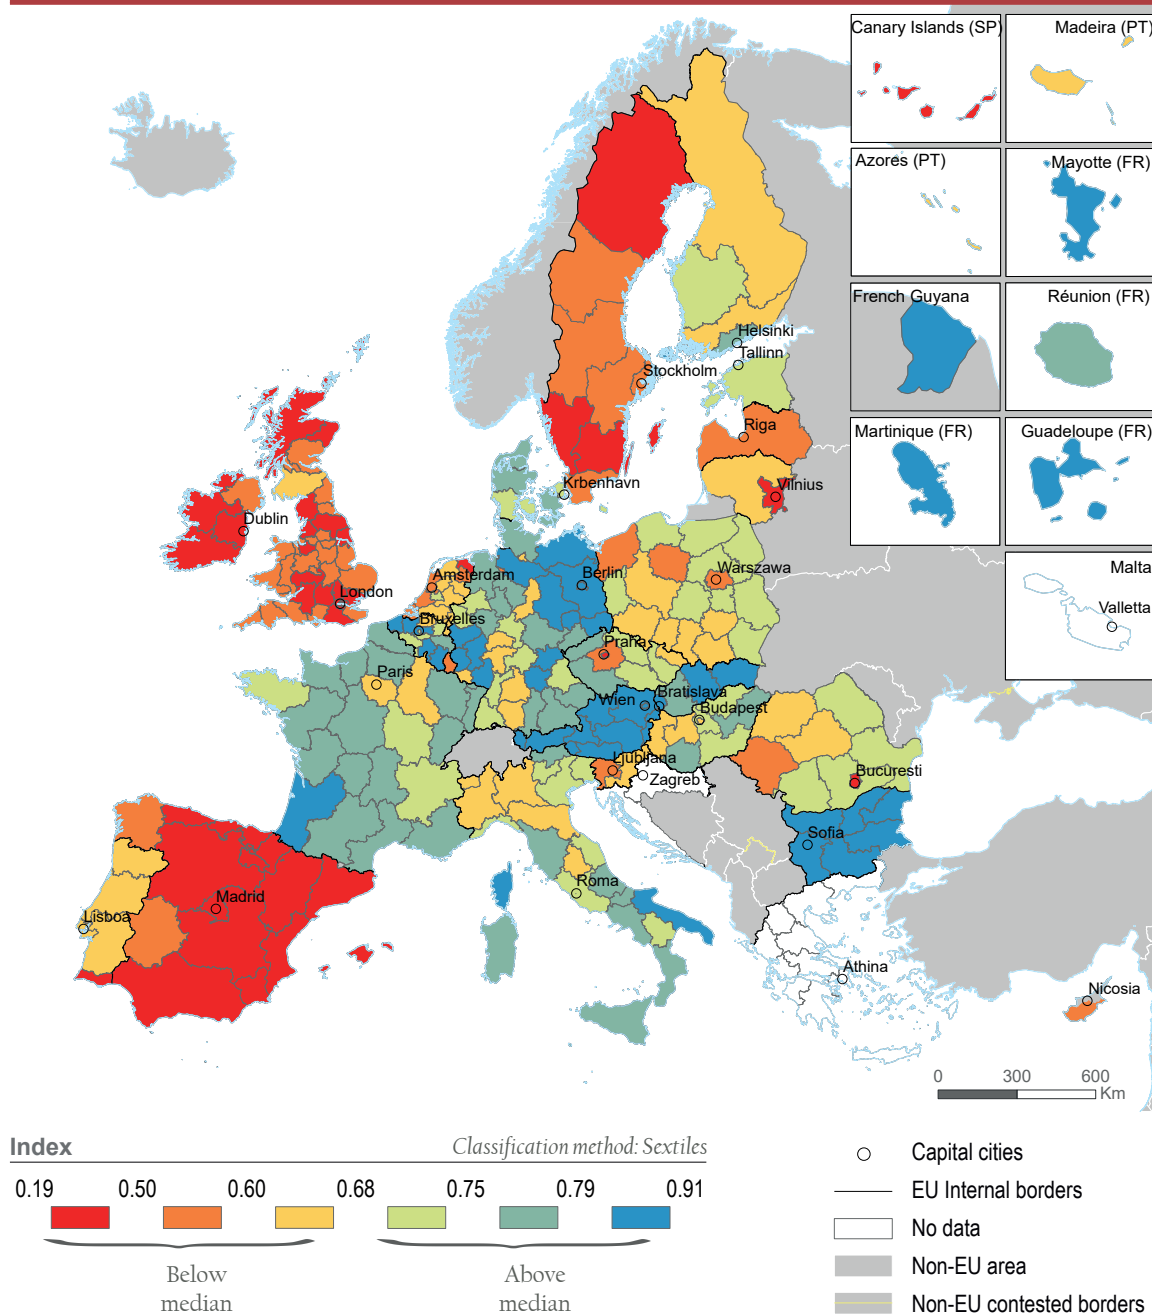 Canary Islands (SP)
Madeira (PT)
Azores (PT)
Mayotte (FR)
French Guyana
Réunion (FR)
Martinique (FR)
Guadeloupe (FR)
Malta
Valletta
Helsinki
Tallinn
Stockholm
Riga
Krbenhavn
Vilnius
Dublin
Amsterdam
Berlin
Warszawa
London
Bruxelles
Praha
Paris
Wien
Bratislava
Budapest
Ljubljana
Zagreb
Bucuresti
Sofia
Roma
Madrid
Lisboa
Athina
Nicosia
0 300 600
Km
Index
Classification method: Sextiles
0.19 0.50 0.60 0.68 0.75 0.79 0.91
Below
median
Above
median
Capital cities
EU Internal borders
No data
Non-EU area
Non-EU contested borders